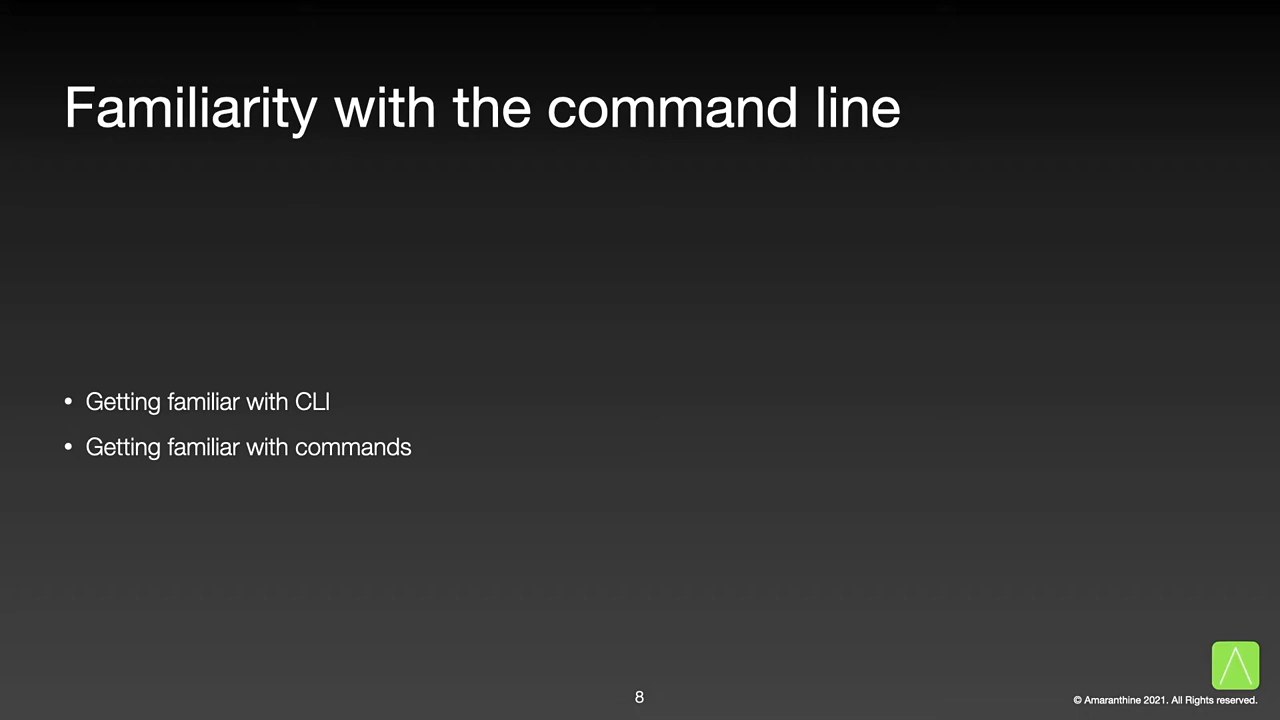 Familiarity with the command line
• Getting familiar with CLI
• Getting familiar with commands
8
© Amaranthine 2021. All Rights reserved.